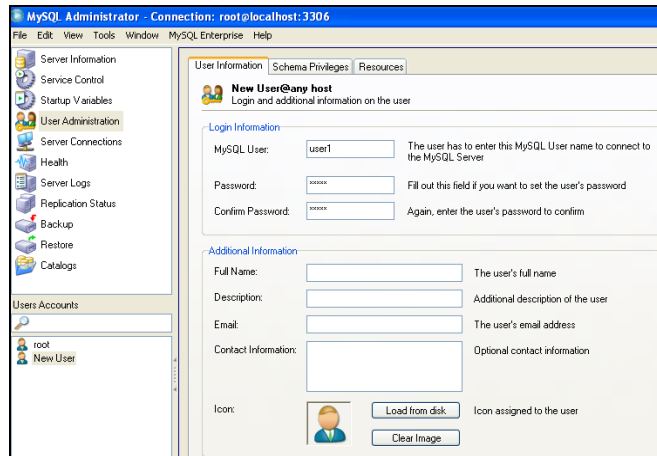 MySQL Administrator - Connection: root@localhost:3306
File Edit View Tools Window MySQL Enterprise Help
Server Information
Service Control
Startup Variables
User Administration
Server Connections
Health
Server Logs
Replication Status
Backup
Restore
Catalogs
Users Accounts
root
New User
User Information Schema Privileges Resources
New User@any host
Login and additional information on the user
Login Information
MySQL User: user1 The user has to enter this MySQL User name to connect to
the MySQL Server
Password: xxxxx Fill out this field if you want to set the user's password
Confirm Password: xxxxx Again, enter the user's password to confirm
Additional Information
Full Name: The user's full name
Description: Additional description of the user
Email: The user's email address
Contact Information: Optional contact information
Icon: Load from disk Icon assigned to the user
Clear Image